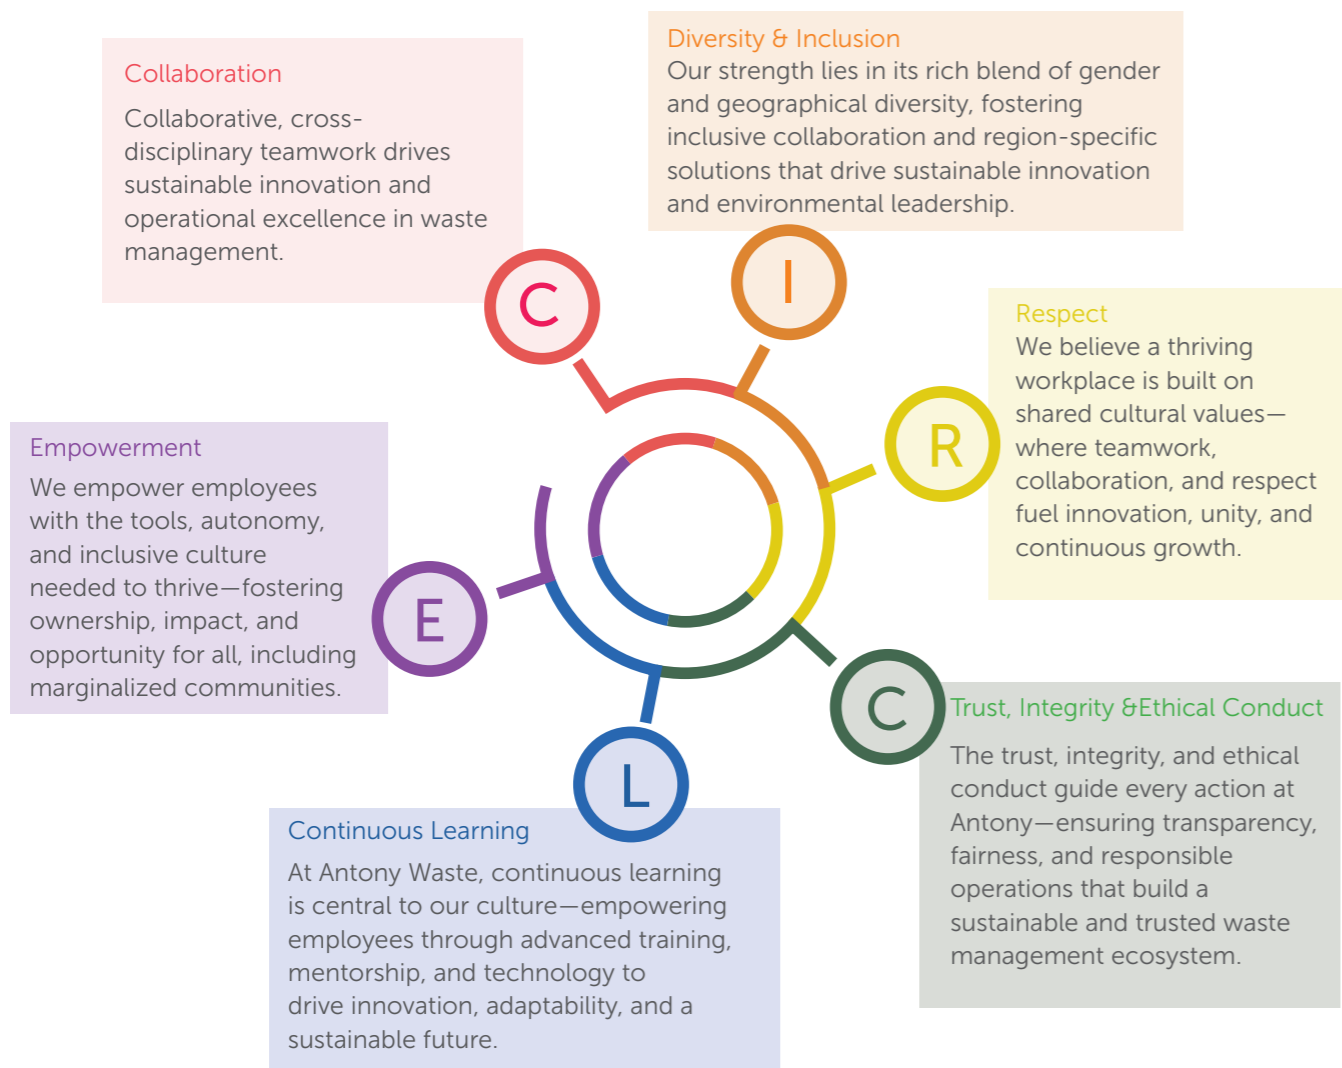 Collaboration
Collaborative, cross-
disciplinary teamwork drives
sustainable innovation and
operational excellence in waste
management.
C
Diversity & Inclusion
Our strength lies in its rich blend of gender
and geographical diversity, fostering
inclusive collaboration and region-specific
solutions that drive sustainable innovation
and environmental leadership.
I
Respect
We believe a thriving
workplace is built on
shared cultural values—
where teamwork,
collaboration, and respect
fuel innovation, unity, and
continuous growth.
R
Trust, Integrity &Ethical Conduct
The trust, integrity, and ethical
conduct guide every action at
Antony—ensuring transparency,
fairness, and responsible
operations that build a
sustainable and trusted waste
management ecosystem.
C
Continuous Learning
At Antony Waste, continuous learning
is central to our culture—empowering
employees through advanced training,
mentorship, and technology to
drive innovation, adaptability, and a
sustainable future.
L
Empowerment
We empower employees
with the tools, autonomy,
and inclusive culture
needed to thrive—fostering
ownership, impact, and
opportunity for all, including
marginalized communities.
E